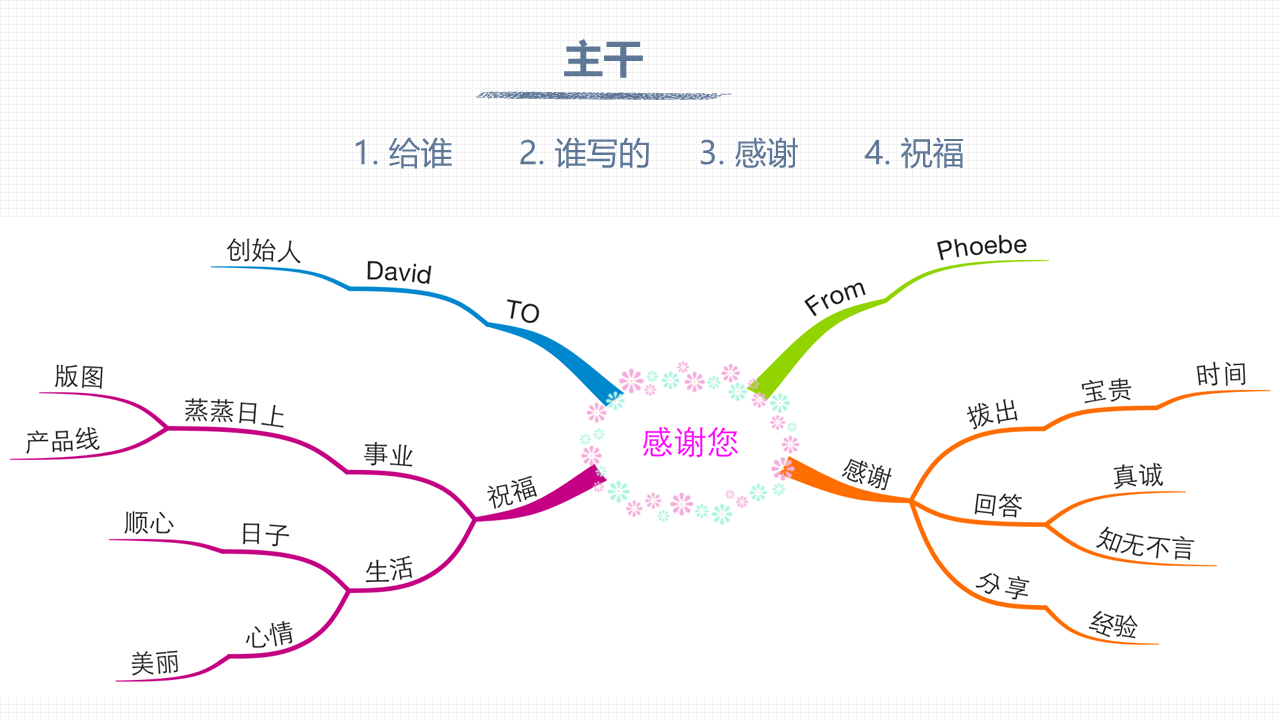 主干
1. 给谁 2. 谁写的 3. 感谢 4. 祝福
创始人
David
TO
From
Phoebe
版图
产品线
蒸蒸日上
事业
祝福
顺心
日子
生活
美丽
心情
感谢您
感谢
拔出
宝贵
时间
回答
真诚
知无不言
分享
经验